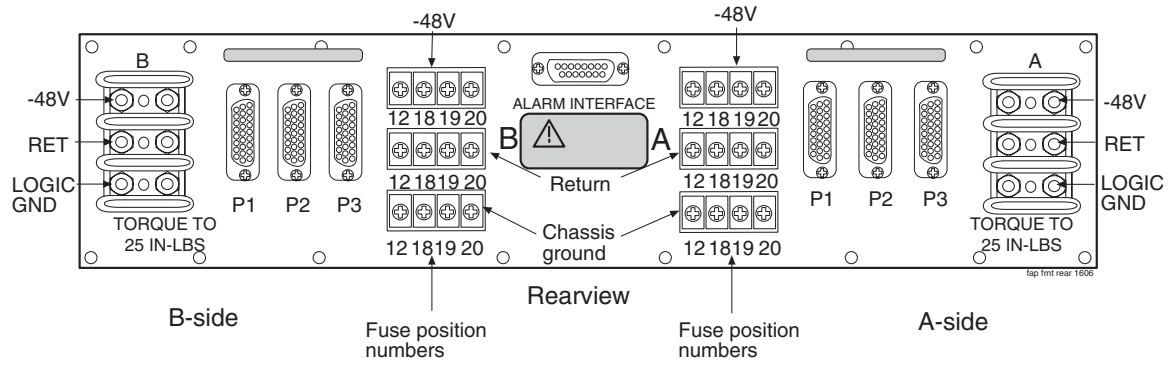 -48V
-48V
B
A
-48V
-48V
ALARM INTERFACE
12 18 19 20
12 18 19 20
RET
B
A
RET
Return
12 18 19 20
12 18 19 20
LOGIC
GND
LOGIC
GND
P1
P2
P3
P1
P2
P3
TORQUE TO
25 IN-LBS
Chassis
ground
TORQUE TO
25 IN-LBS
12 18 19 20
12 18 19 20
fap frnt rear 1606
Rearview
B-side
A-side
Fuse position
numbers
Fuse position
numbers